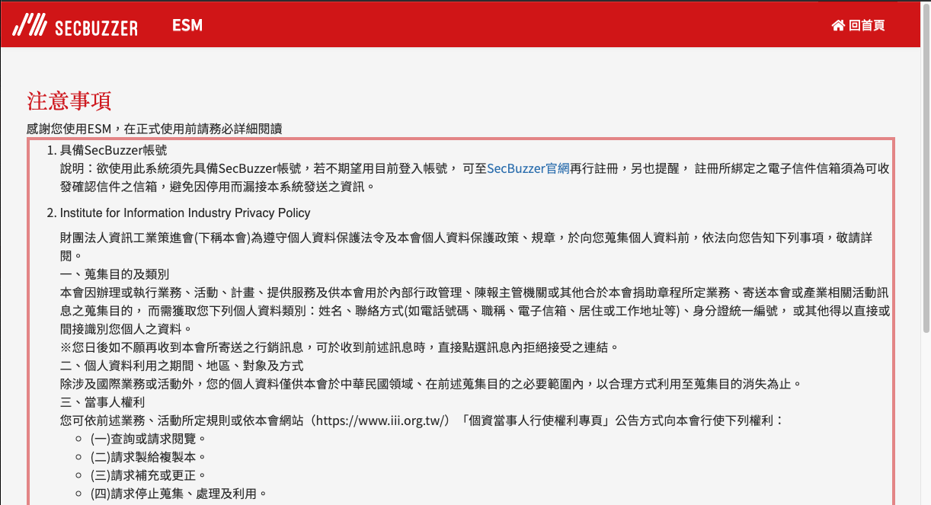 SECBUZZER ESM 回首頁
注意事項
感謝您使用ESM，在正式使用前請務必詳細閱讀
1. 具備SecBuzzer帳號
說明：欲使用此系統須先具備SecBuzzer帳號，若不期望用目前登入帳號， 可至SecBuzzer官網再行註冊，另也提醒， 註冊所綁定之電子信件信箱須為可收
發確認信件之信箱，避免因停用而漏接本系統發送之資訊。
2. Institute for Information Industry Privacy Policy
財團法人資訊工業策進會(下稱本會)為遵守個人資料保護法令及本會個人資料保護政策、規章，於向您蒐集個人資料前，依法向您告知下列事項，敬請詳
閱。
一、蒐集目的及類別
本會因辦理或執行業務、活動、計畫、提供服務及供本會用於內部行政管理、陳報主管機關或其他合於本會捐助章程所定業務、寄送本會或產業相關活動訊
息之蒐集目的， 而需獲取您下列個人資料類別：姓名、聯絡方式(如電話號碼、職稱、電子信箱、居住或工作地址等)、身分證統一編號， 或其他得以直接或
間接識別您個人之資料。
※您日後如不願再收到本會所寄送之行銷訊息，可於收到前述訊息時，直接點選訊息內拒絕接受之連結。
二、個人資料利用之期間、地區、對象及方式
除涉及國際業務或活動外，您的個人資料僅供本會於中華民國領域、在前述蒐集目的之必要範圍內，以合理方式利用至蒐集目的消失為止。
三、當事人權利
您可依前述業務、活動所定規則或依本會網站（https://www.iii.org.tw/）「個資當事人行使權利專頁」公告方式向本會行使下列權利：
(一)查詢或請求閱覽。
(二)請求製給複製本。
(三)請求補充或更正。
(四)請求停止蒐集、處理及利用。